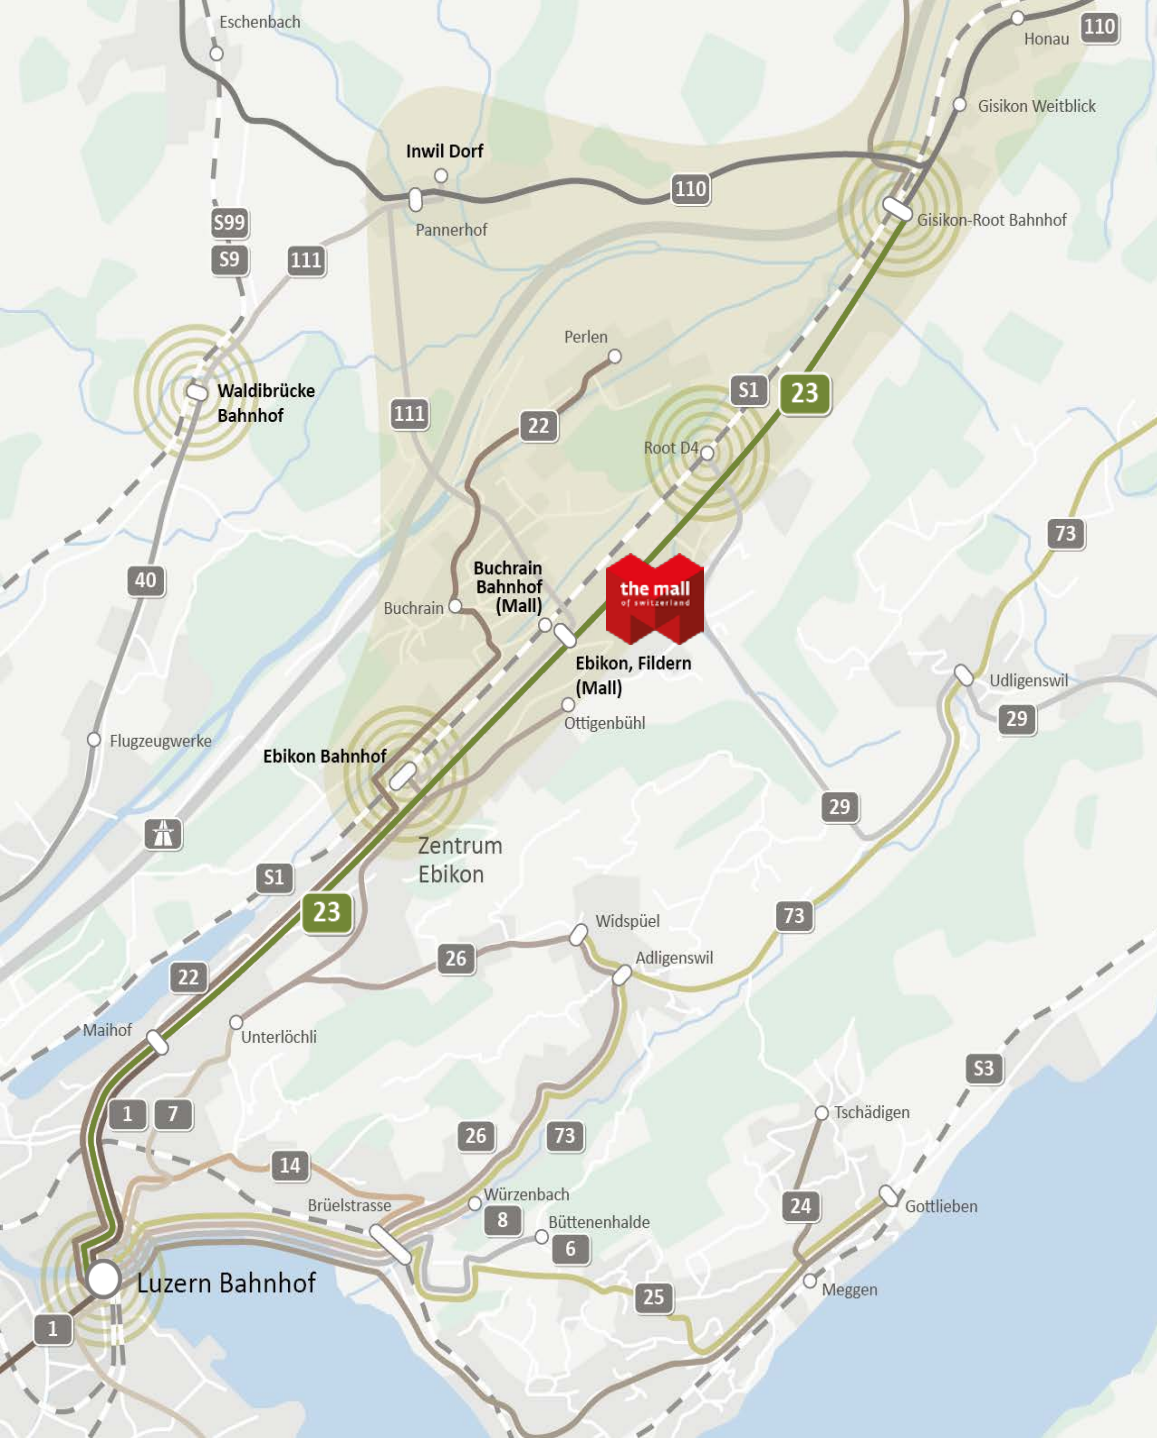 Eschenbach
Honau
110
Gisikon Weitblick
Inwil Dorf
110
S99
Pannerhof
Gisikon-Root Bahnhof
S9
111
Perlen
Waldibrücke
Bahnhof
S1
23
111
22
Root D4
73
Buchrain
Bahnhof
(Mall)
the mall
of switzerland
40
Buchrain
Ebikon, Fildern
(Mall)
Udligenswil
29
Ottigenbühl
Flugzeugwerke
Ebikon Bahnhof
29
Zentrum
Ebikon
S1
23
73
Widspüel
26
Adligenswil
22
Maihof
Unterlöchli
S3
1
7
Tschädigen
26
73
14
Brüelstrasse
Würzenbach
8
Büttenenhalde
6
24
Gottlieben
Luzern Bahnhof
25
Meggen
1